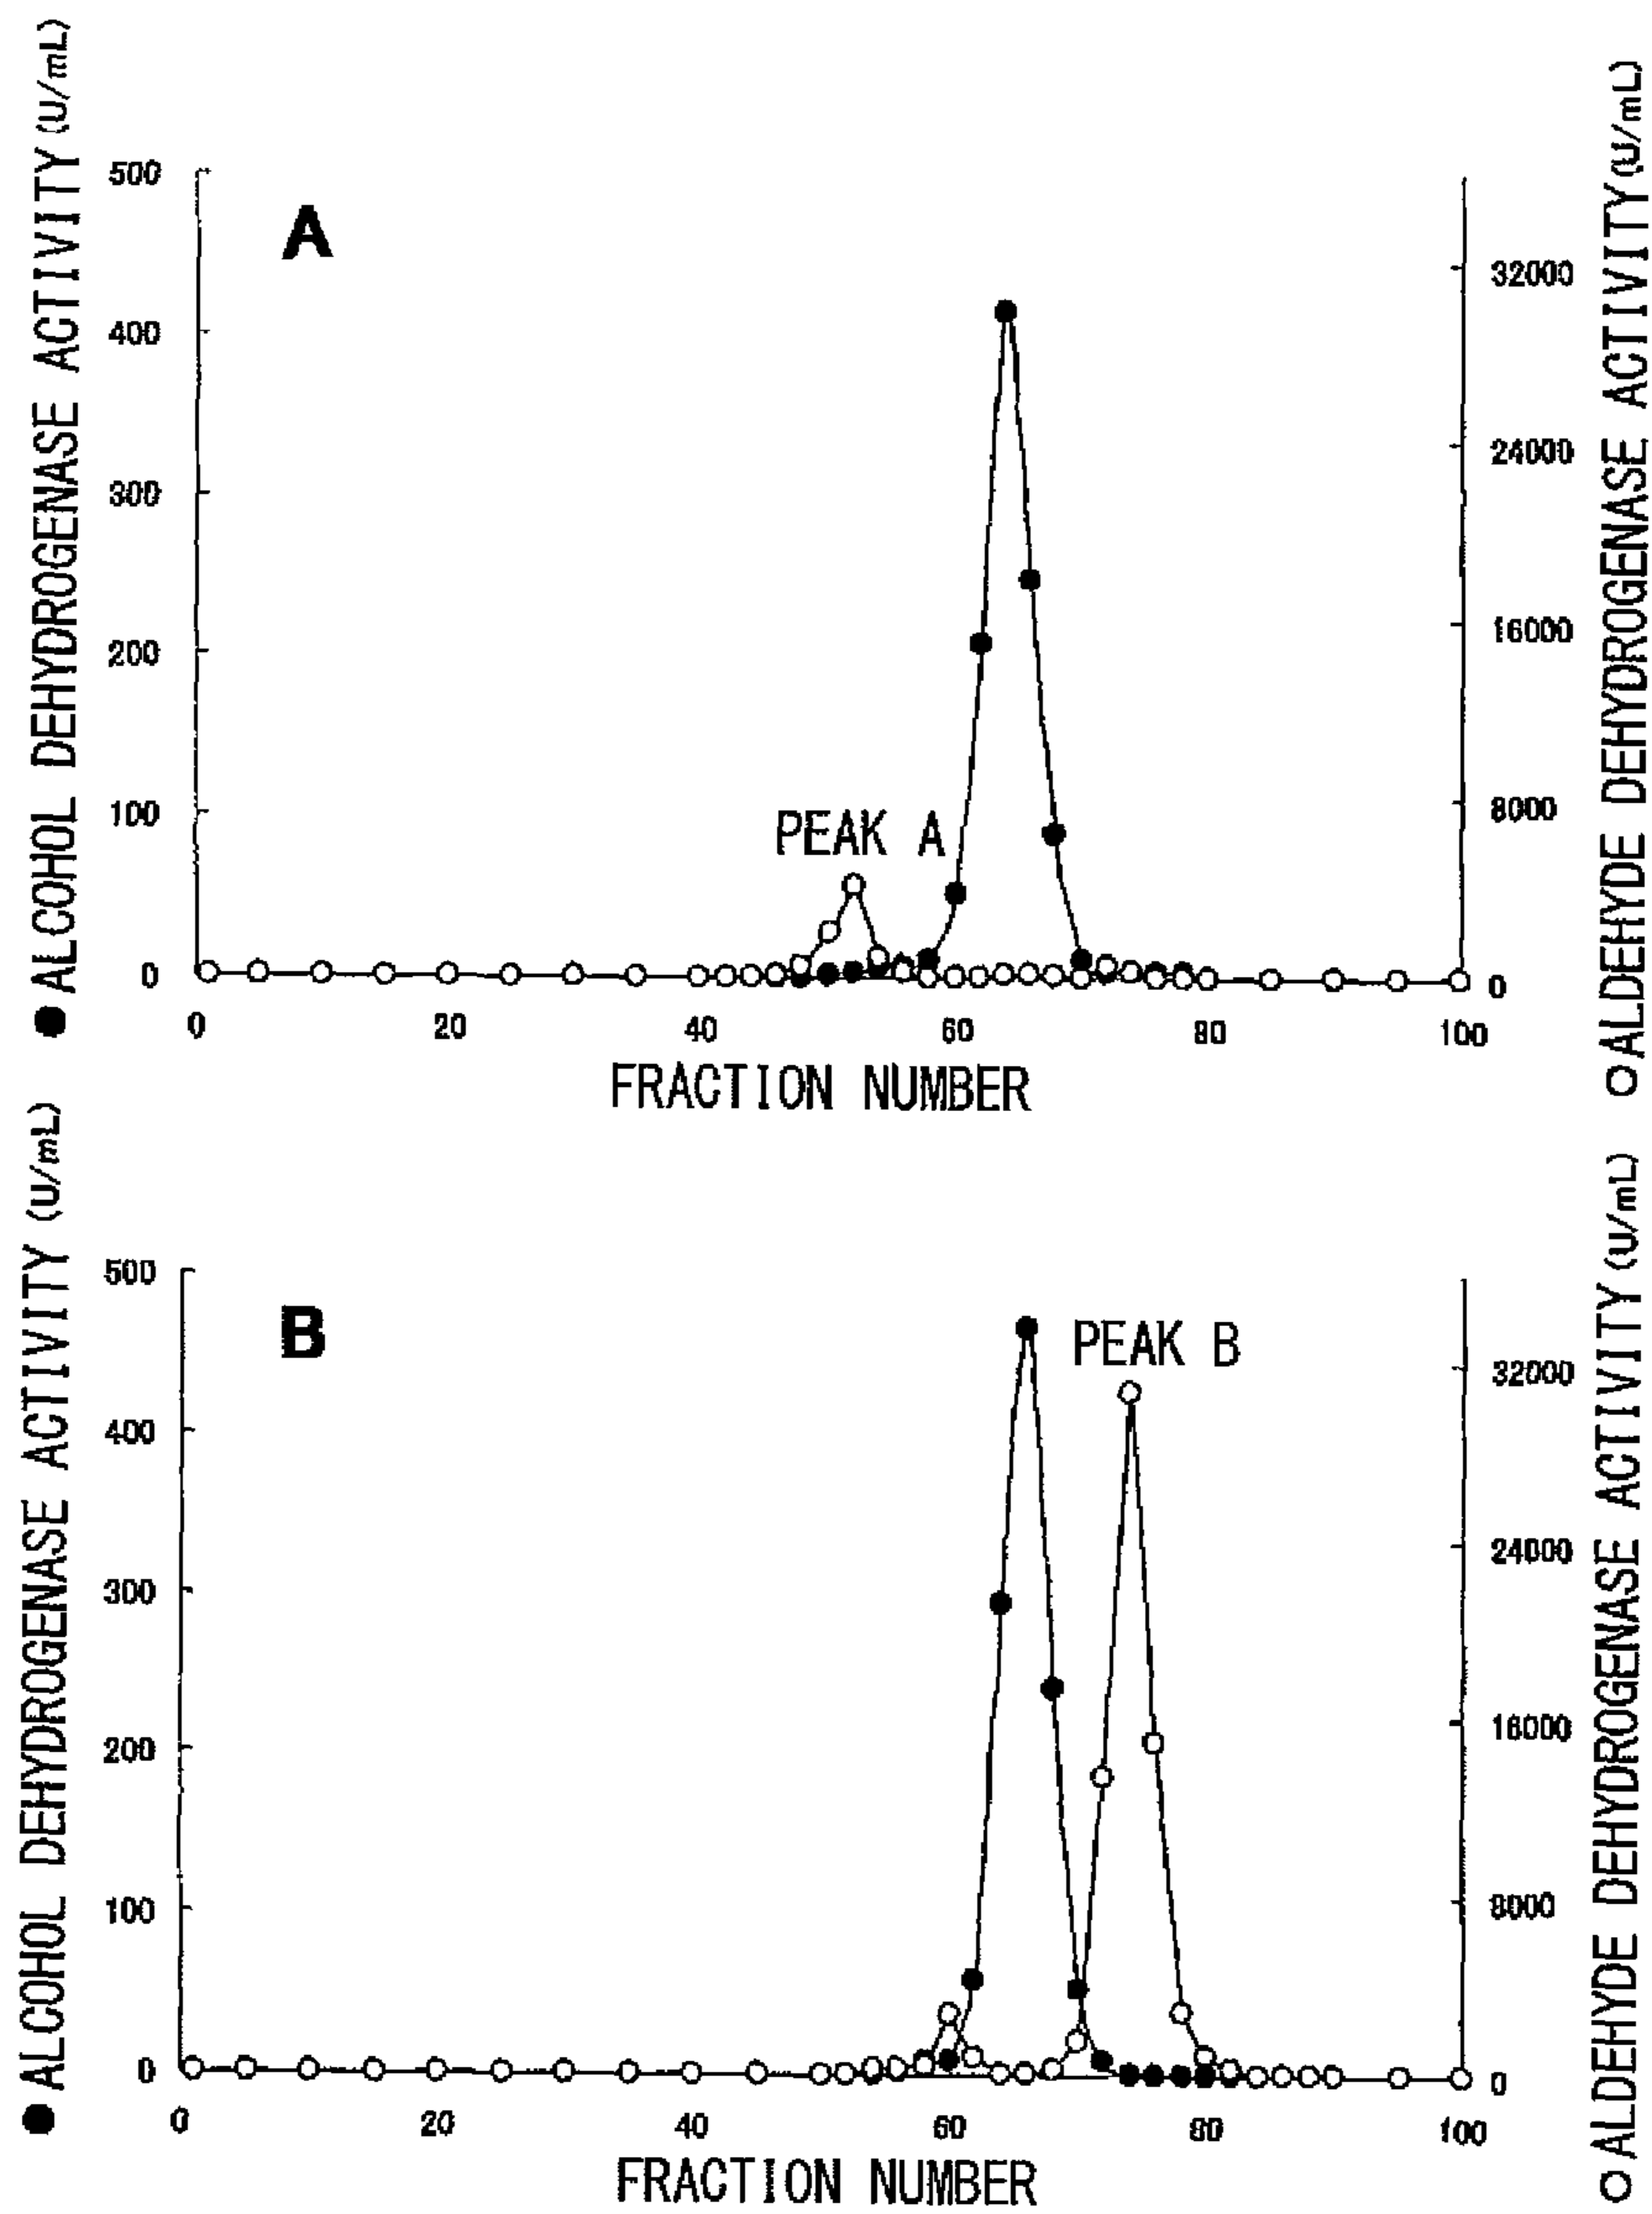 ● ALCOHOL DEHYDROGENASE ACTIVITY (U/mL)
500
400
300
200
100
0
A
PEAK A
32000
24000
16000
8000
0
○ ALDEHYDE DEHYDROGENASE ACTIVITY (U/mL)
0 20 40 60 80 100
FRACTION NUMBER
● ALCOHOL DEHYDROGENASE ACTIVITY (U/mL)
500
400
300
200
100
0
B
PEAK B
32000
24000
16000
8000
0
○ ALDEHYDE DEHYDROGENASE ACTIVITY (U/mL)
0 20 40 60 80 100
FRACTION NUMBER